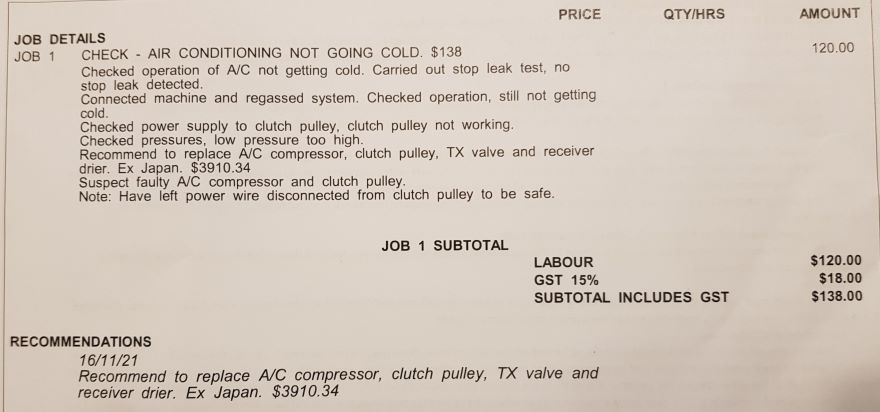 PRICE QTY/HRS AMOUNT
JOB DETAILS
JOB 1 CHECK - AIR CONDITIONING NOT GOING COLD. $138 120.00
Checked operation of A/C not getting cold. Carried out stop leak test, no
stop leak detected.
Connected machine and regassed system. Checked operation, still not getting
cold.
Checked power supply to clutch pulley, clutch pulley not working.
Checked pressures, low pressure too high.
Recommend to replace A/C compressor, clutch pulley, TX valve and receiver
drier. Ex Japan. $3910.34
Suspect faulty A/C compressor and clutch pulley.
Note: Have left power wire disconnected from clutch pulley to be safe.
JOB 1 SUBTOTAL
LABOUR $120.00
GST 15% $18.00
SUBTOTAL INCLUDES GST $138.00
RECOMMENDATIONS
16/11/21
Recommend to replace A/C compressor, clutch pulley, TX valve and
receiver drier. Ex Japan. $3910.34